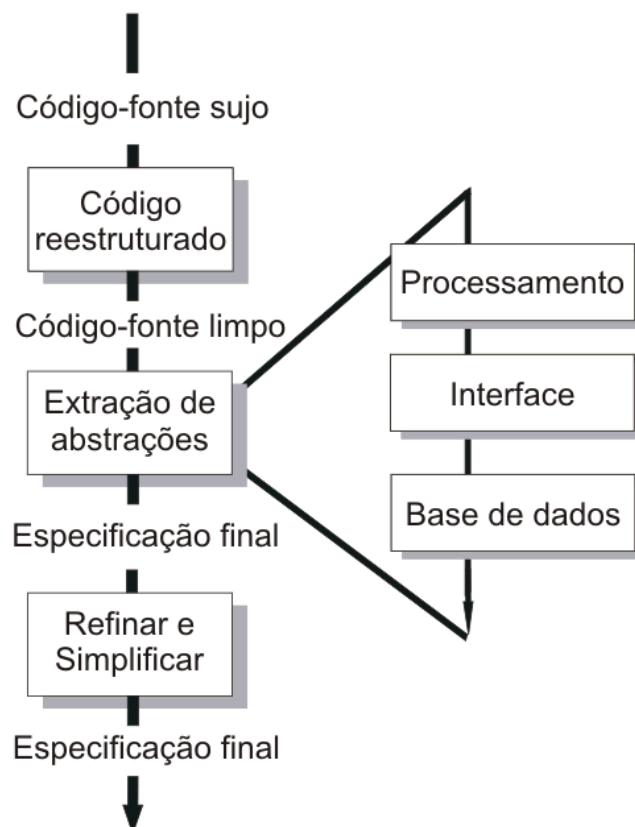 Código-fonte sujo
Código
reestruturado
Código-fonte limpo
Extração de
abstrações
Especificação final
Refinar e
Simplificar
Especificação final
Processamento
Interface
Base de dados